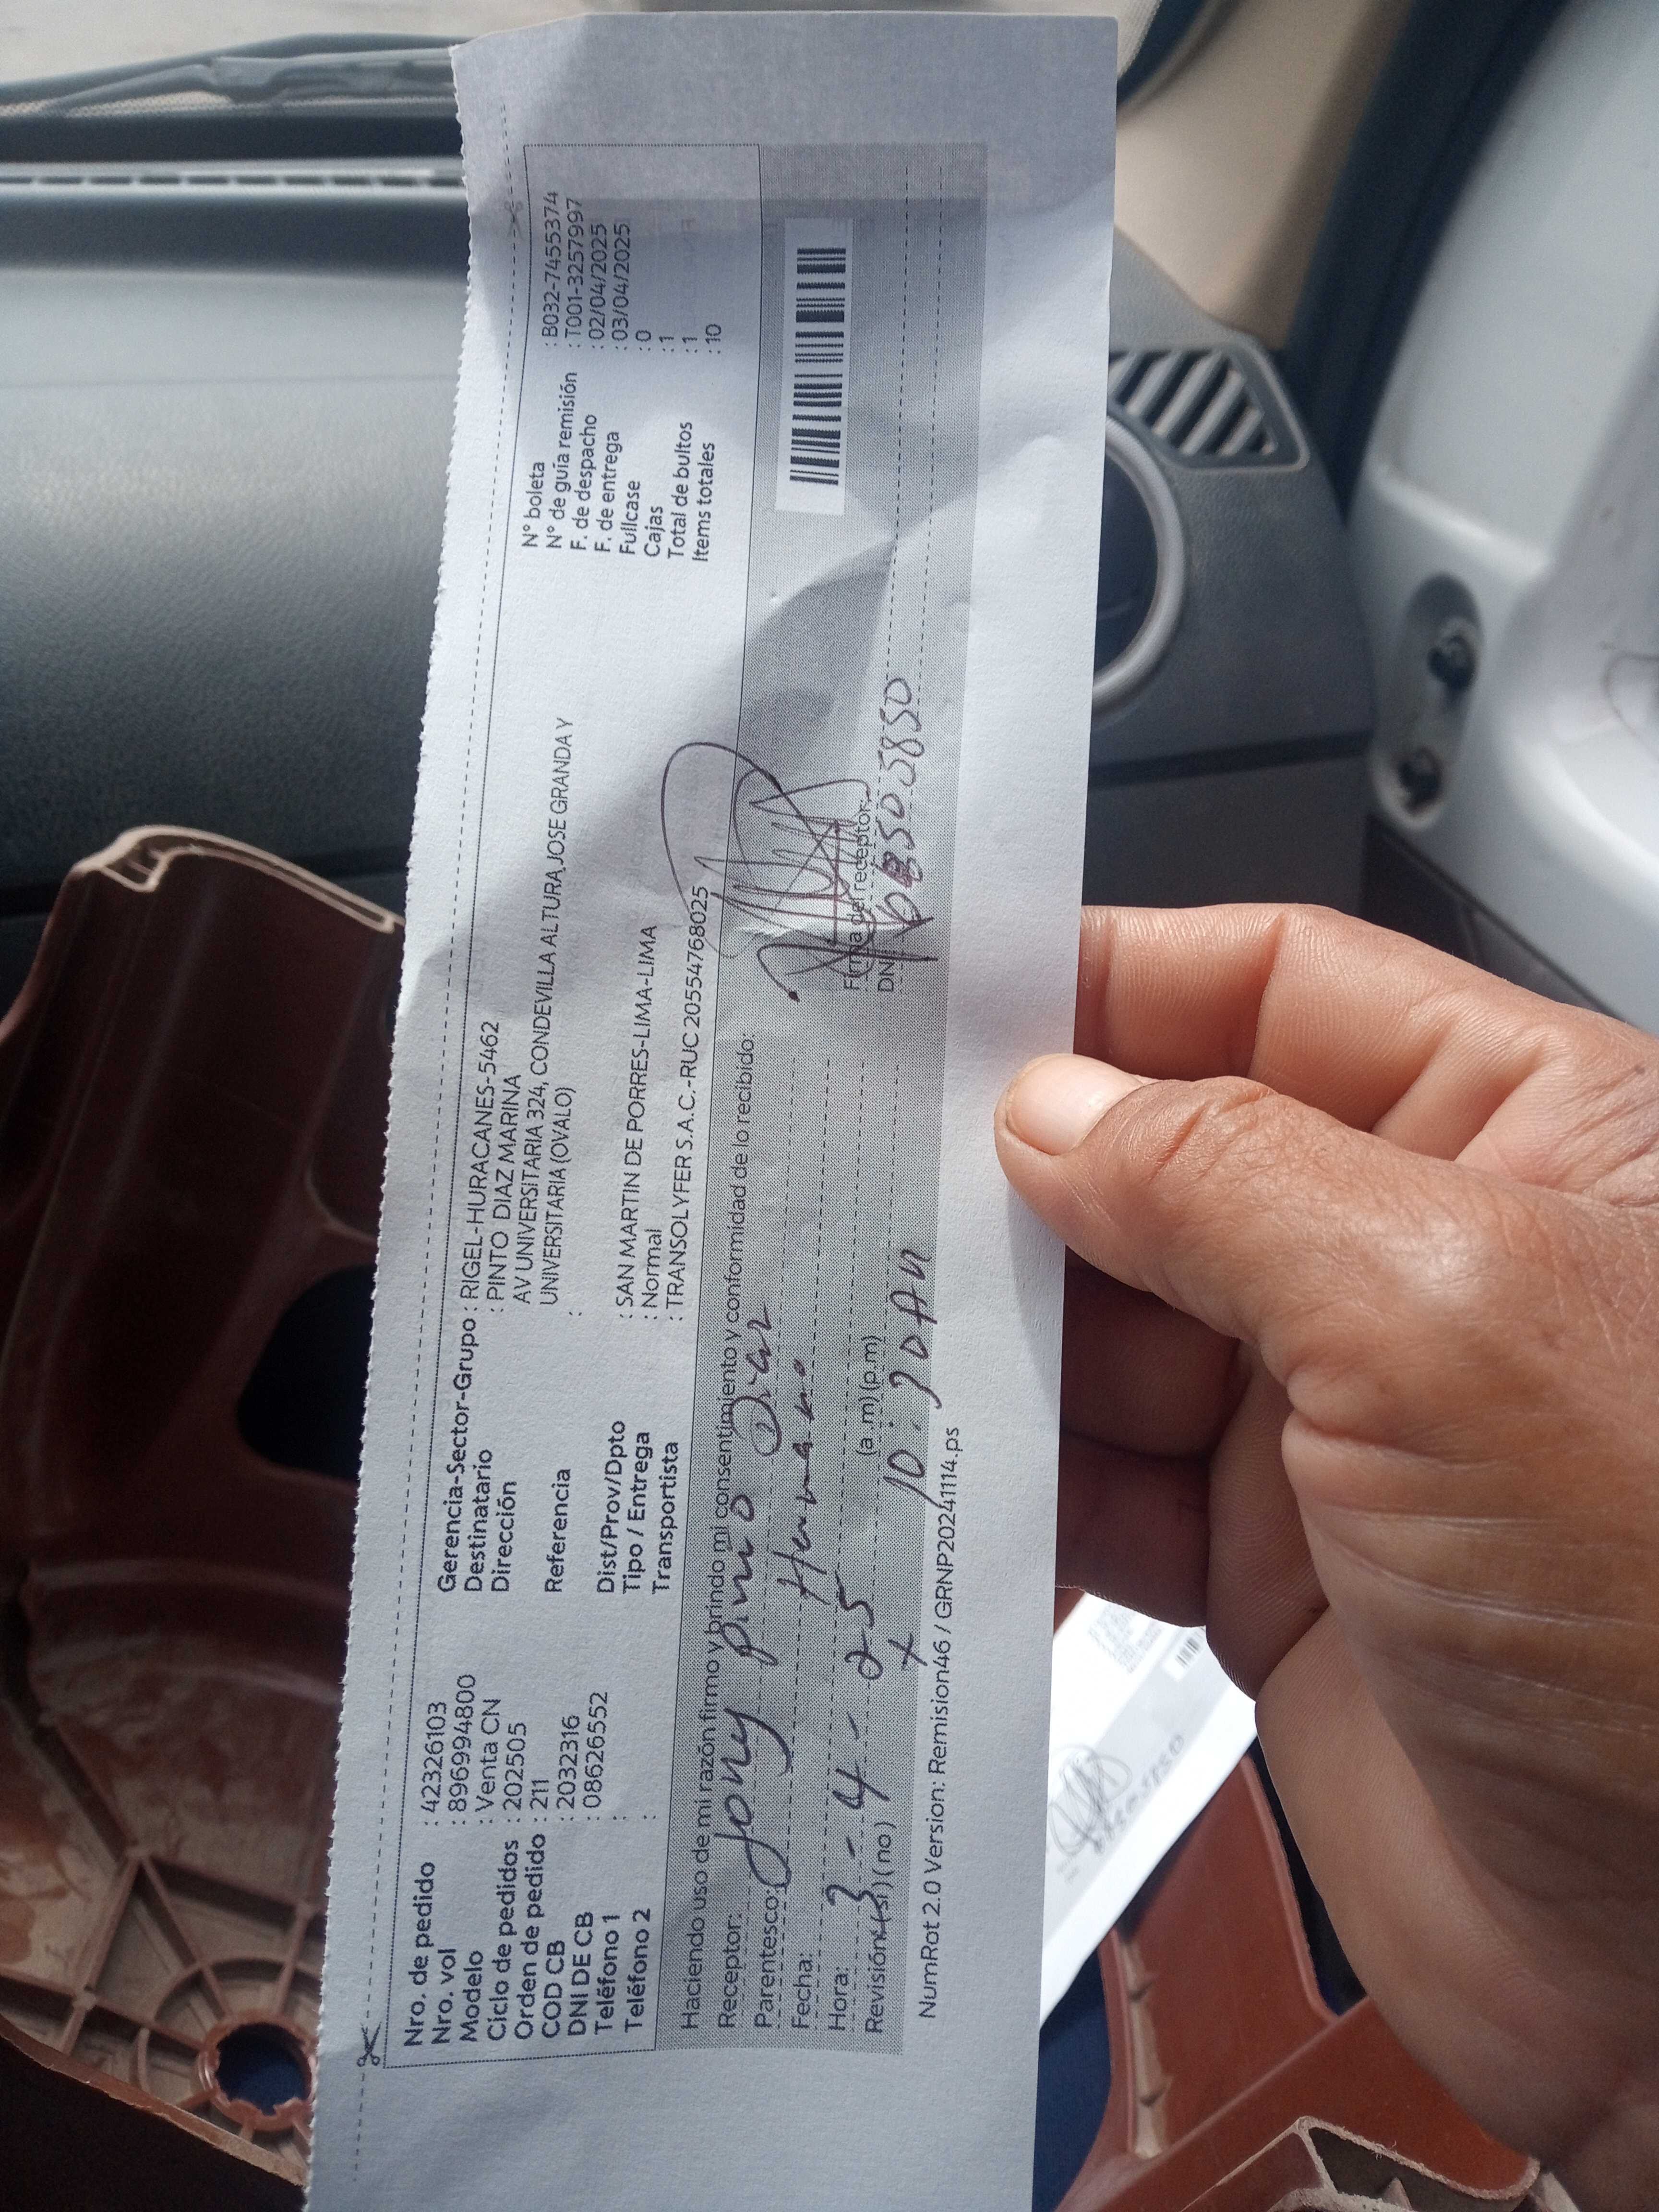 Nro. de pedido : 42326103
Nro. vol : 896994800
Modelo : Venta CN
Ciclo de pedidos : 202505
Orden de pedido : 211
COD CB : 2032316
DNI DE CB : 08626552
Teléfono 1 :
Teléfono 2 :
Gerencia-Sector-Grupo : RIGEL-HURACANES-5462
Destinatario : PINTO DIAZ MARINA
Dirección AV UNIVERSITARIA 324, CONDEVILLA ALTURA,JOSE GRANDA Y
UNIVERSITARIA (OVALO)
Referencia :
Dist/Prov/Dpto : SAN MARTIN DE PORRES-LIMA-LIMA
Tipo / Entrega : Normal
Transportista : TRANSOLYFER S.A.C.-RUC 20554768025
N° boleta : B032-7455374
N° de guía remisión : T001-3257997
F. de despacho : 02/04/2025
F. de entrega : 03/04/2025
Fullcase : 0
Cajas : 1
Total de bultos : 1
Items totales : 10
Haciendo uso de mi razón firmo y brindo mi consentimiento y conformidad de lo recibido:
Receptor: Jony Pinto Diaz
Parentesco: Hermano
Fecha: 3-4-25
Hora: (a.m) (p.m) 10:30 AM
Revisión (si) (no) x
Firma del receptor
DNI
NumRot 2.0 Version: Remision46 / GRNP20241114.ps